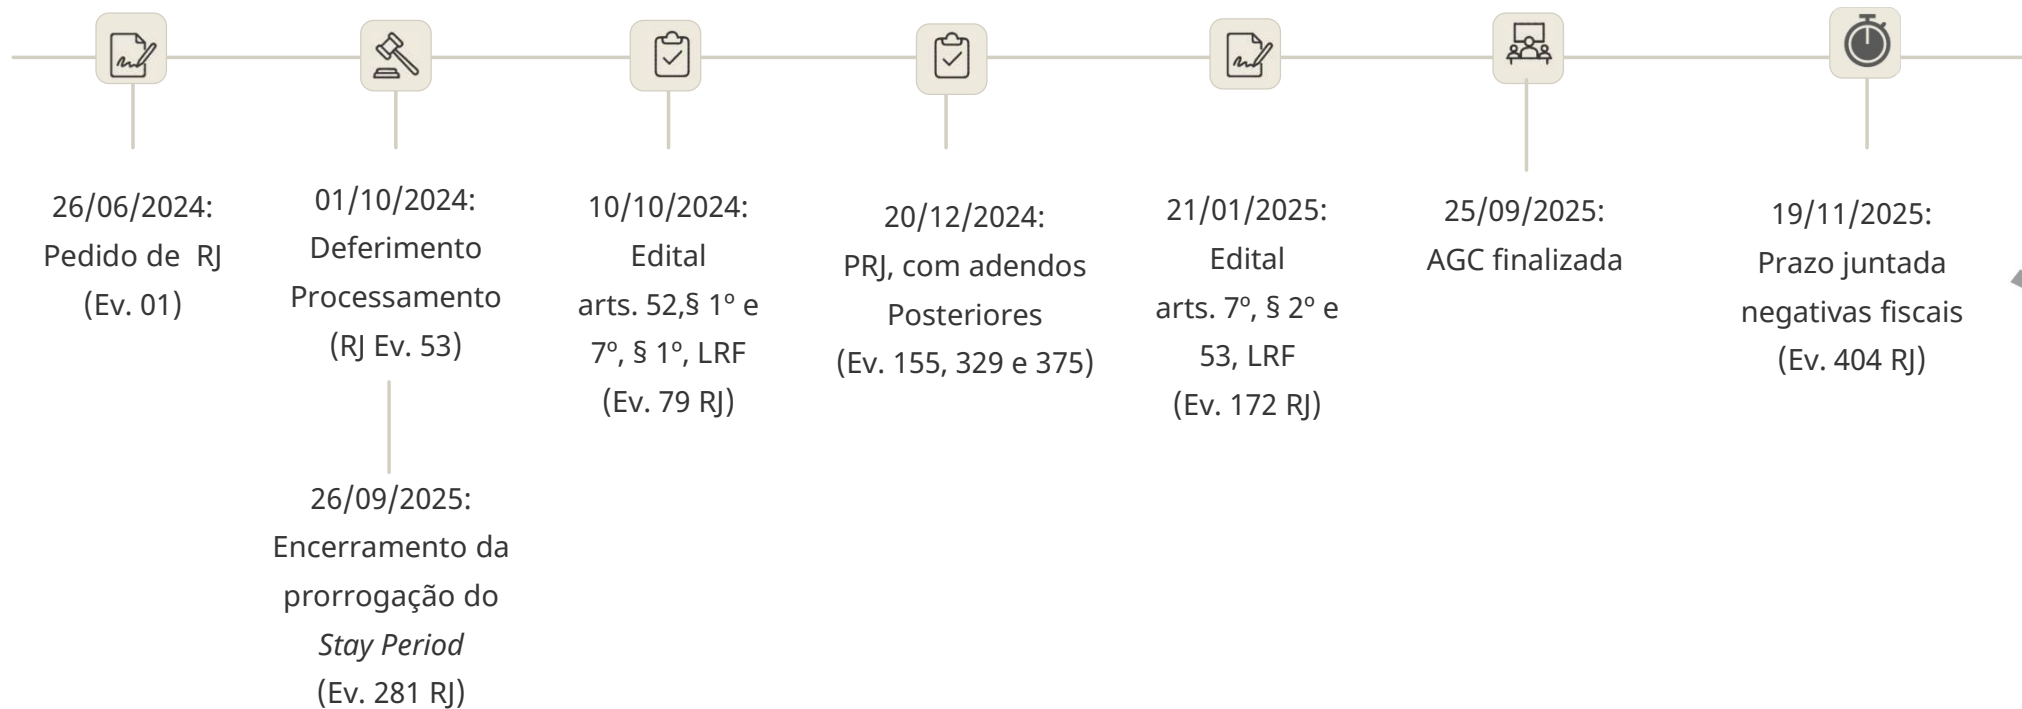 26/06/2024:
Pedido de RJ
(Ev. 01)
01/10/2024:
Deferimento
Processamento
(RJ Ev. 53)
26/09/2025:
Encerramento da
prorrogação do
Stay Period
(Ev. 281 RJ)
10/10/2024:
Edital
arts. 52,§ 1º e
7º, § 1º, LRF
(Ev. 79 RJ)
20/12/2024:
PRJ, com adendos
Posteriores
(Ev. 155, 329 e 375)
21/01/2025:
Edital
arts. 7º, § 2º e
53, LRF
(Ev. 172 RJ)
25/09/2025:
AGC finalizada
19/11/2025:
Prazo juntada
negativas fiscais
(Ev. 404 RJ)